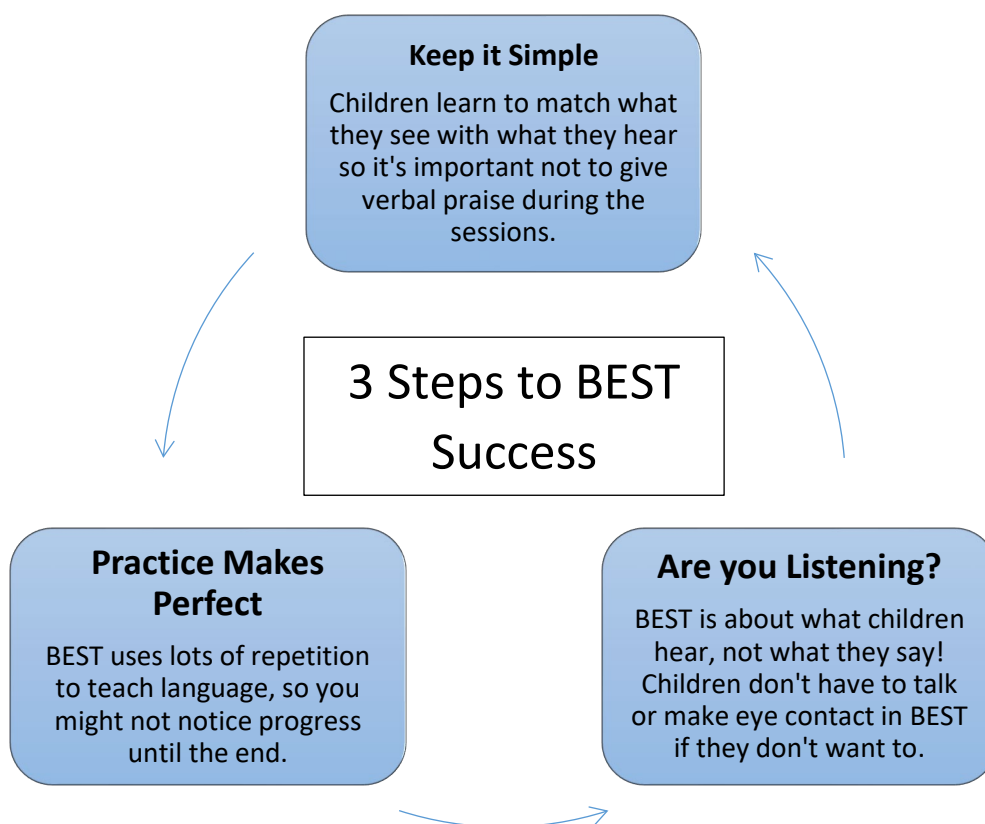 Keep it Simple
Children learn to match what
they see with what they hear
so it's important not to give
verbal praise during the
sessions.
3 Steps to BEST
Success
Practice Makes
Perfect
BEST uses lots of repetition
to teach language, so you
might not notice progress
until the end.
Are you Listening?
BEST is about what children
hear, not what they say!
Children don't have to talk
or make eye contact in BEST
if they don't want to.